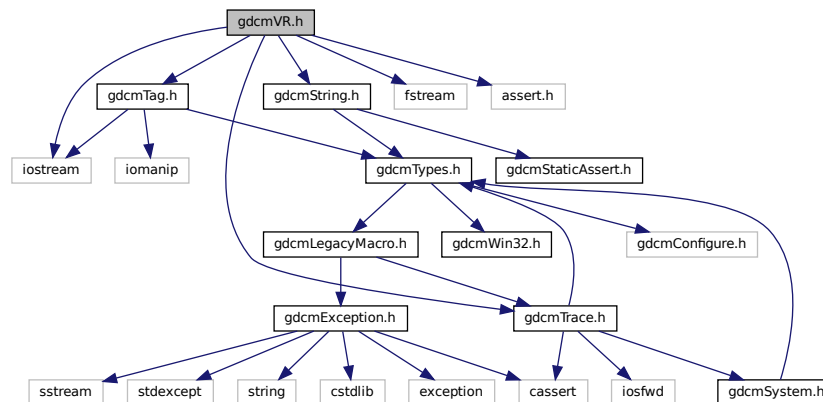 gdcmVR.h
gdcmTag.h
gdcmString.h
fstream
assert.h
iostream
iomanip
gdcmTypes.h
gdcmStaticAssert.h
gdcmLegacyMacro.h
gdcmWin32.h
gdcmConfigure.h
gdcmException.h
gdcmTrace.h
sstream
stdexcept
string
cstdlib
exception
cassert
iosfwd
gdcmSystem.h